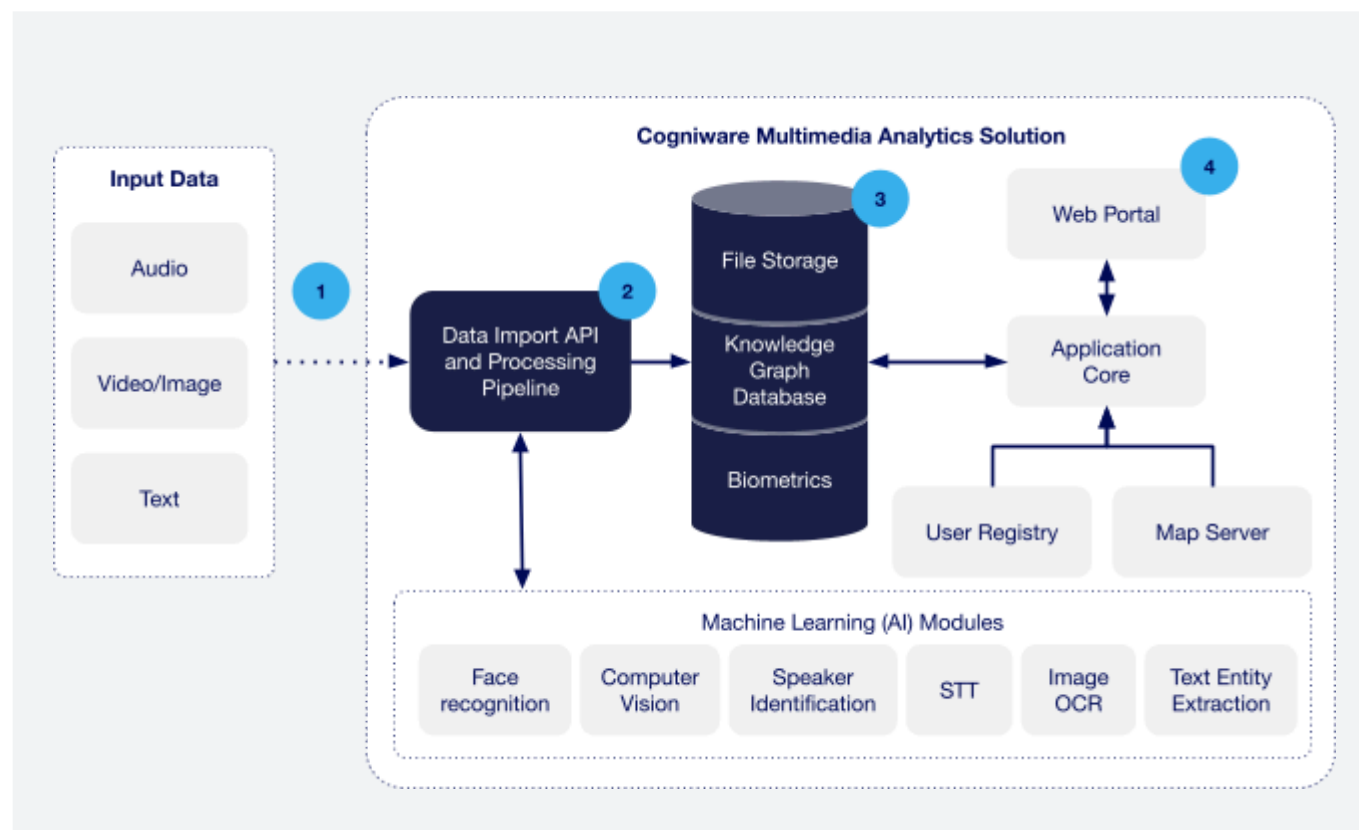 Cogniware Multimedia Analytics Solution
Input Data
Audio
Video/Image
Text
1
2
Data Import API
and Processing
Pipeline
3
File Storage
Knowledge
Graph
Database
Biometrics
4
Web Portal
Application
Core
User Registry
Map Server
Machine Learning (AI) Modules
Face
recognition
Computer
Vision
Speaker
Identification
STT
Image
OCR
Text Entity
Extraction